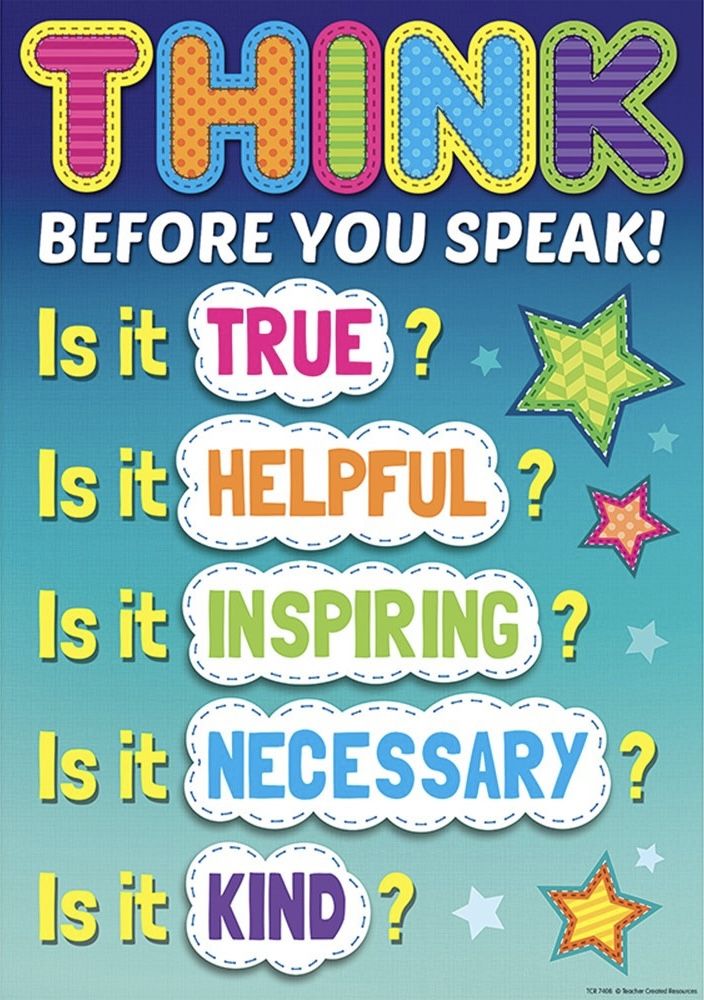 THINK
BEFORE YOU SPEAK!
Is it TRUE ?
Is it HELPFUL ?
Is it INSPIRING ?
Is it NECESSARY ?
Is it KIND ?
TCR 7408 © Teacher Created Resources